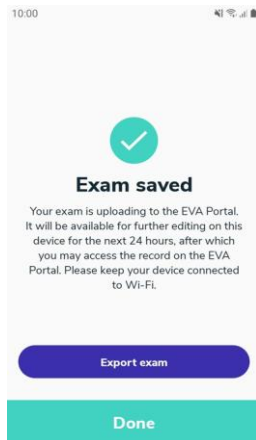 10:00
Exam saved
Your exam is uploading to the EVA Portal.
It will be available for further editing on this
device for the next 24 hours, after which
you may access the record on the EVA
Portal. Please keep your device connected
to Wi-Fi.
Export exam
Done